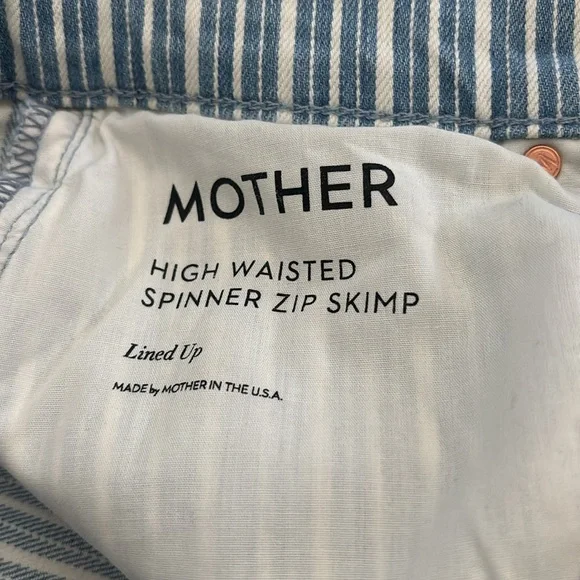 MOTHER
HIGH WAISTED
SPINNER ZIP SKIMP
Lined Up
MADE by MOTHER IN THE U.S.A.